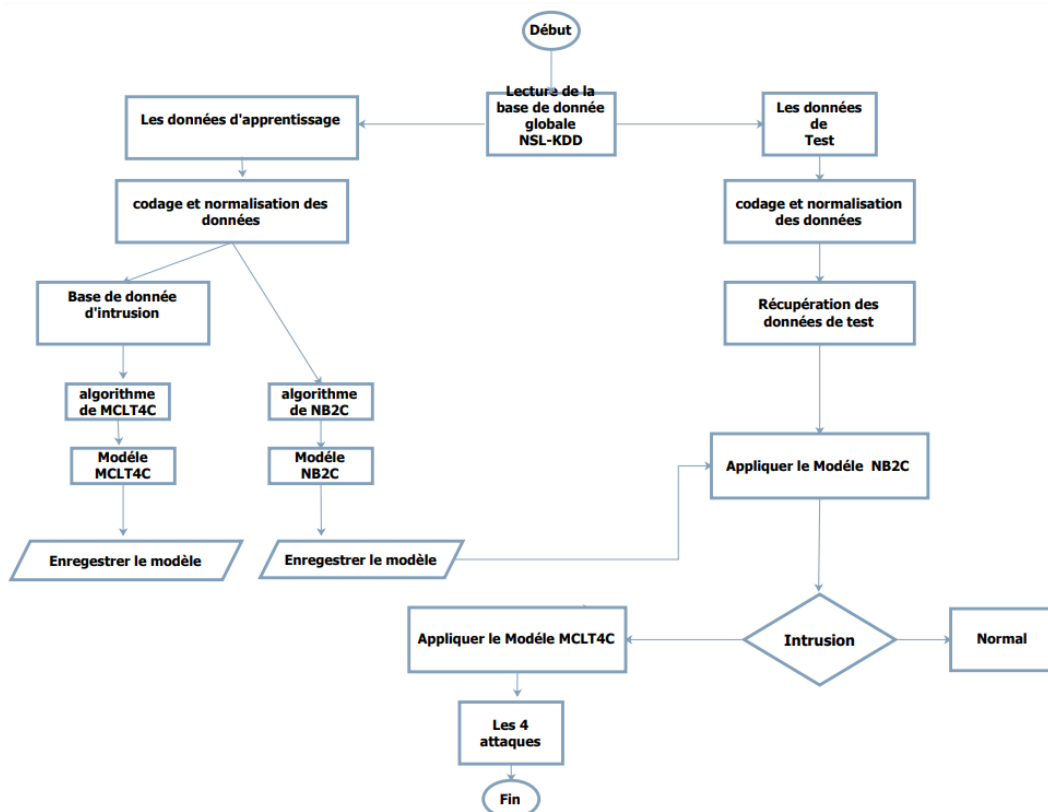 Début
Lecture de la
base de donnée
globale
NSL-KDD
Les données d'apprentissage
Les données
de
Test
codage et normalisation des
données
codage et normalisation
des données
Base de donnée
d'intrusion
Récupération des
données de test
algorithme
de MCLT4C
algorithme
de NB2C
Modéle
MCLT4C
Modéle
NB2C
Appliquer le Modéle NB2C
Enregestrer le modèle
Enregestrer le modèle
Appliquer le Modéle MCLT4C
Intrusion
Normal
Les 4
attaques
Fin